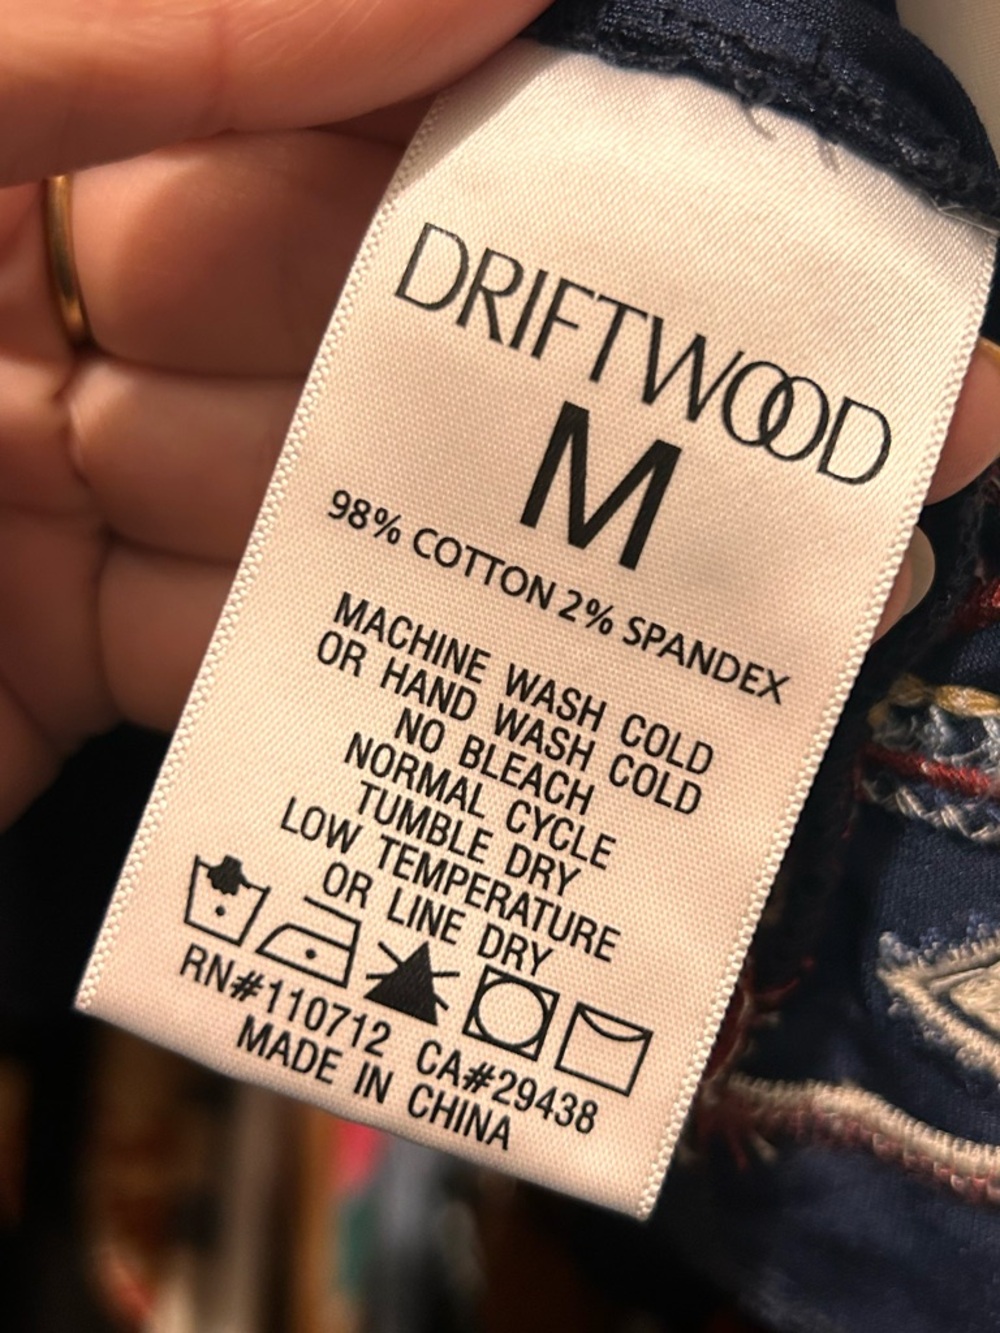 DRIFTWOOD
M
98% COTTON 2% SPANDEX
MACHINE WASH COLD
OR HAND WASH COLD
NO BLEACH
NORMAL CYCLE
TUMBLE DRY
LOW TEMPERATURE
OR LINE DRY
RN#110712 CA#29438
MADE IN CHINA